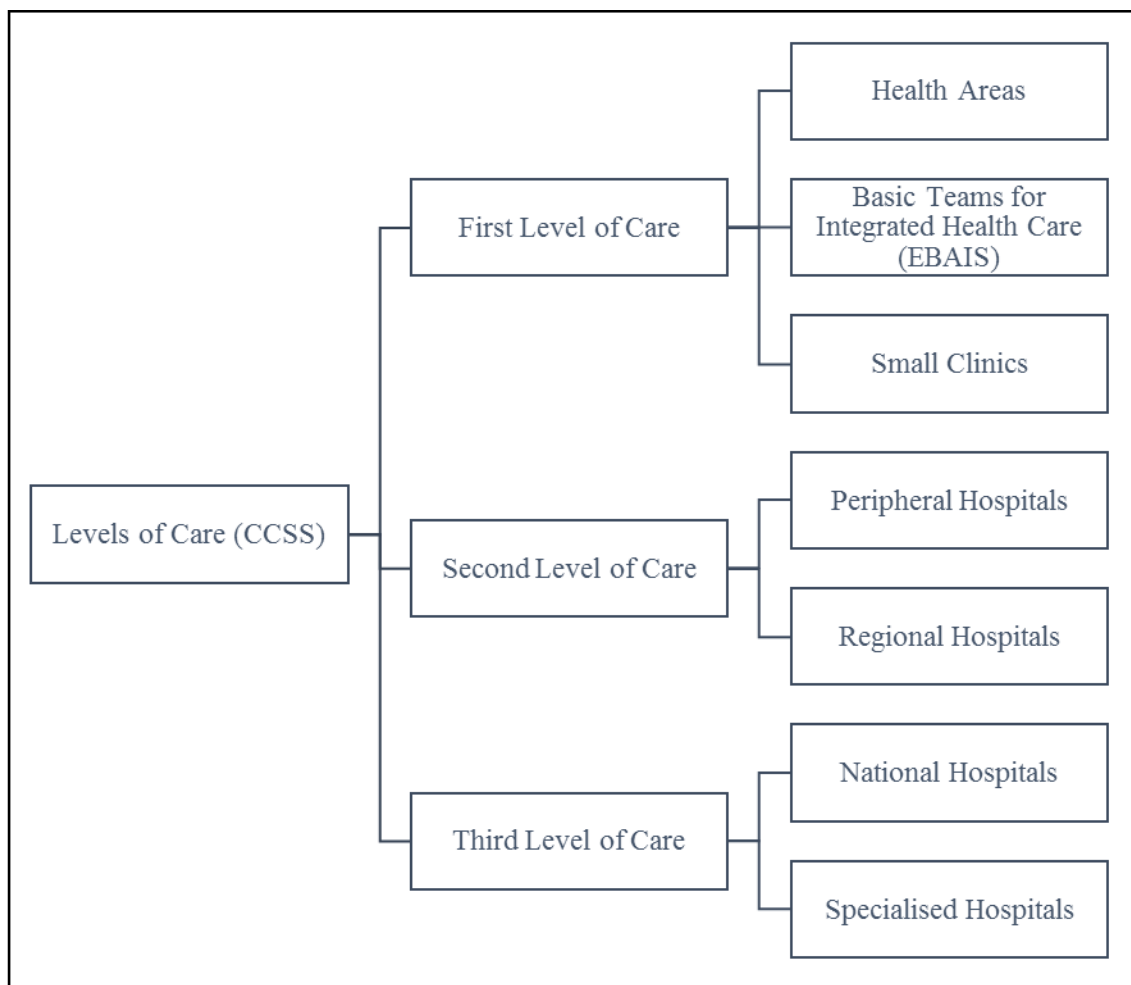 Levels of Care (CCSS)
First Level of Care
Health Areas
Basic Teams for
Integrated Health Care
(EBAIS)
Small Clinics
Second Level of Care
Peripheral Hospitals
Regional Hospitals
Third Level of Care
National Hospitals
Specialised Hospitals